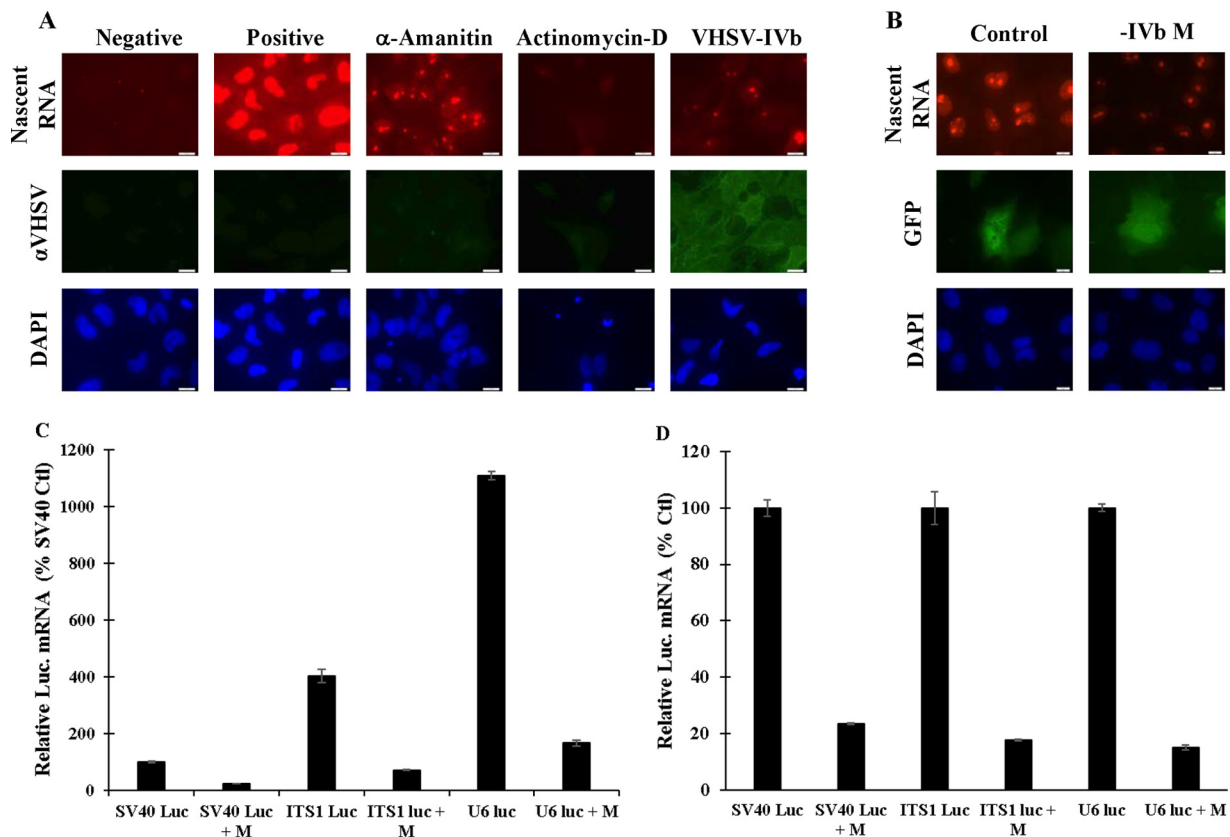 A
Negative
Positive
α-Amanitin
Actinomycin-D
VHSV-IVb
Nascent
RNA
αVHSV
DAPI
B
Control
-IVb M
Nascent
RNA
GFP
DAPI
C
Relative Luc. mRNA (% SV40 Ctl)
1200
1000
800
600
400
200
0
SV40 Luc
SV40 Luc
+ M
ITS1 Luc
ITS1 luc +
M
U6 luc
U6 luc + M
D
Relative Luc. mRNA (% Ctl)
120
100
80
60
40
20
0
SV40 Luc
SV40 Luc
+ M
ITS1 Luc
ITS1 luc +
M
U6 luc
U6 luc + M